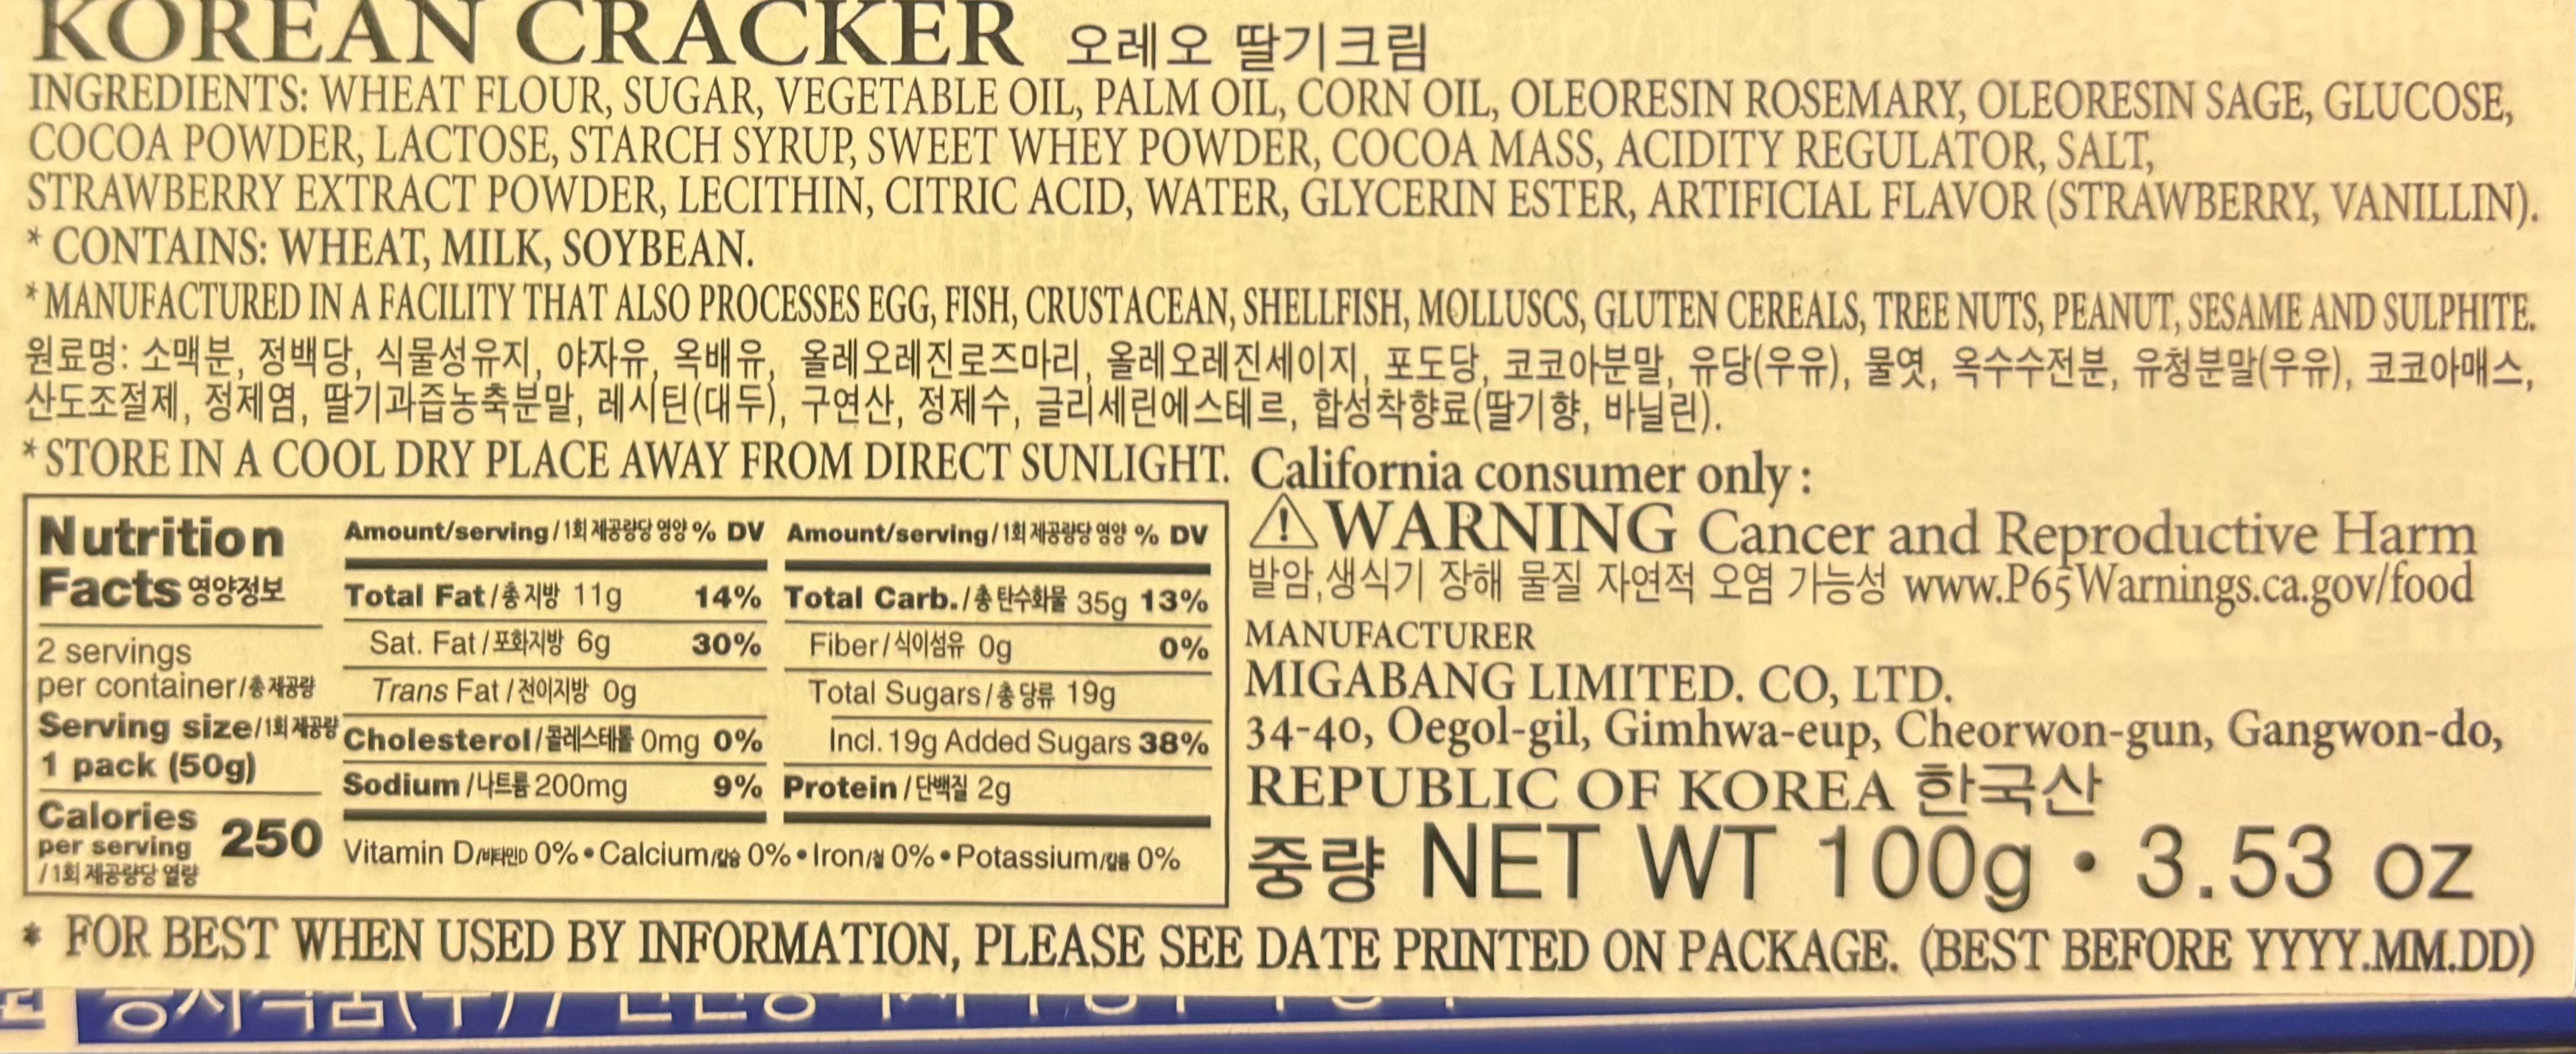 KOREAN CRACKER 오레오 딸기크림
INGREDIENTS: WHEAT FLOUR, SUGAR, VEGETABLE OIL, PALM OIL, CORN OIL, OLEORESIN ROSEMARY, OLEORESIN SAGE, GLUCOSE,
COCOA POWDER, LACTOSE, STARCH SYRUP, SWEET WHEY POWDER, COCOA MASS, ACIDITY REGULATOR, SALT,
STRAWBERRY EXTRACT POWDER, LECITHIN, CITRIC ACID, WATER, GLYCERIN ESTER, ARTIFICIAL FLAVOR (STRAWBERRY, VANILLIN).
* CONTAINS: WHEAT, MILK, SOYBEAN.
* MANUFACTURED IN A FACILITY THAT ALSO PROCESSES EGG, FISH, CRUSTACEAN, SHELLFISH, MOLLUSCS, GLUTEN CEREALS, TREE NUTS, PEANUT, SESAME AND SULPHITE.
원료명: 소맥분, 정백당, 식물성유지, 야자유, 옥배유, 올레오레진로즈마리, 올레오레진세이지, 포도당, 코코아분말, 유당(우유), 물엿, 옥수수전분, 유청분말(우유), 코코아매스,
산도조절제, 정제염, 딸기과즙농축분말, 레시틴(대두), 구연산, 정제수, 글리세린에스테르, 합성착향료(딸기향, 바닐린).
* STORE IN A COOL DRY PLACE AWAY FROM DIRECT SUNLIGHT.
Nutrition
Facts 영양정보
2 servings
per container/총 제공량
Serving size/1회 제공량
1 pack (50g)
Calories
per serving 250
/1회 제공량당 열량
Amount/serving/1회 제공량당 영양 % DV
Total Fat/총 지방 11g 14%
Sat. Fat/포화지방 6g 30%
Trans Fat/전이지방 0g
Cholesterol/콜레스테롤 0mg 0%
Sodium/나트륨 200mg 9%
Amount/serving/1회 제공량당 영양 % DV
Total Carb./총 탄수화물 35g 13%
Fiber/식이섬유 0g 0%
Total Sugars/총 당류 19g
Incl. 19g Added Sugars 38%
Protein/단백질 2g
Vitamin D/비타민D 0% • Calcium/칼슘 0% • Iron/철 0% • Potassium/칼륨 0%
California consumer only :
⚠ WARNING Cancer and Reproductive Harm
발암,생식기 장해 물질 자연적 오염 가능성 www.P65Warnings.ca.gov/food
MANUFACTURER
MIGABANG LIMITED. CO, LTD.
34-40, Oegol-gil, Gimhwa-eup, Cheorwon-gun, Gangwon-do,
REPUBLIC OF KOREA 한국산
중량 NET WT 100g • 3.53 oz
* FOR BEST WHEN USED BY INFORMATION, PLEASE SEE DATE PRINTED ON PACKAGE. (BEST BEFORE YYYY.MM.DD)